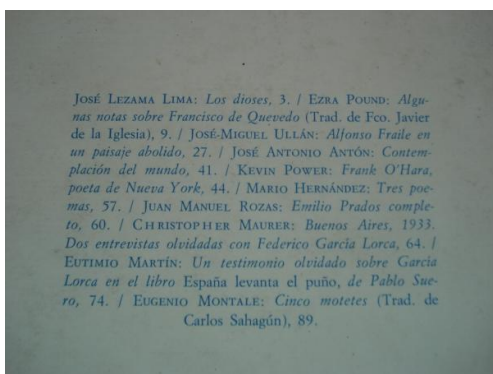 JOSÉ LEZAMA LIMA: Los dioses, 3. / EZRA POUND: Algu-
nas notas sobre Francisco de Quevedo (Trad. de Fco. Javier
de la Iglesia), 9. / JOSÉ-MIGUEL ULLÁN: Alfonso Fraile en
un paisaje abolido, 27. / JOSÉ ANTONIO ANTÓN: Contem-
plación del mundo, 41. / KEVIN POWER: Frank O'Hara,
poeta de Nueva York, 44. / MARIO HERNÁNDEZ: Tres poe-
mas, 57. / JUAN MANUEL ROZAS: Emilio Prados comple-
to, 60. / CHRISTOPHER MAURER: Buenos Aires, 1933.
Dos entrevistas olvidadas con Federico García Lorca, 64. /
EUTIMIO MARTÍN: Un testimonio olvidado sobre García
Lorca en el libro España levanta el puño, de Pablo Sue-
ro, 74. / EUGENIO MONTALE: Cinco motetes (Trad. de
Carlos Sahagún), 89.